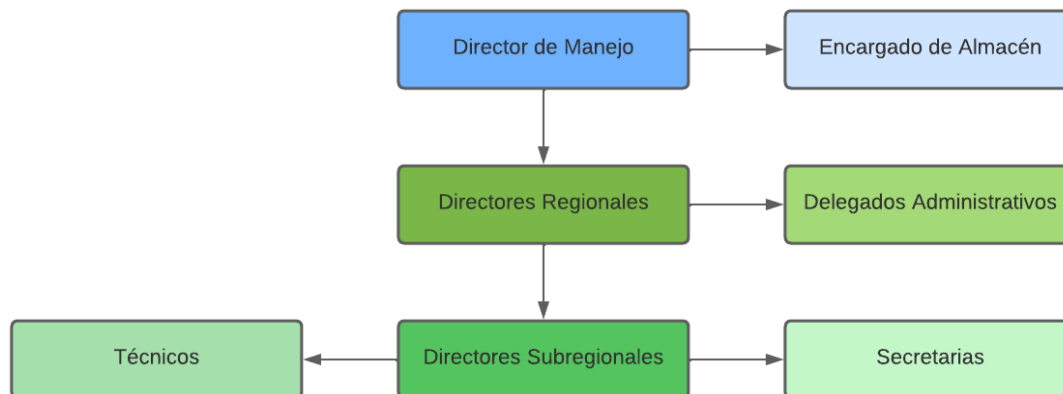 Director de Manejo
Encargado de Almacén
Directores Regionales
Delegados Administrativos
Técnicos
Directores Subregionales
Secretarias